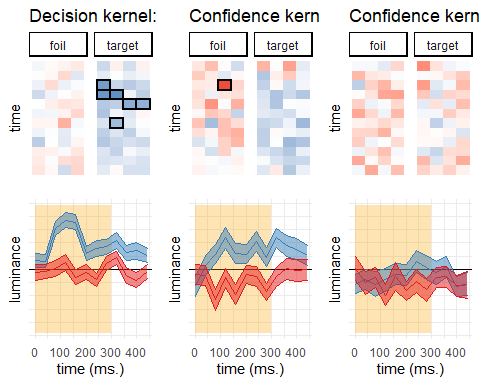 Decision kernel:
Confidence kern
Confidence kern
foil
target
foil
target
foil
target
time
time
time
luminance
luminance
luminance
0 100 200 300 400
0 100 200 300 400
0 100 200 300 400
time (ms.)
time (ms.)
time (ms.)